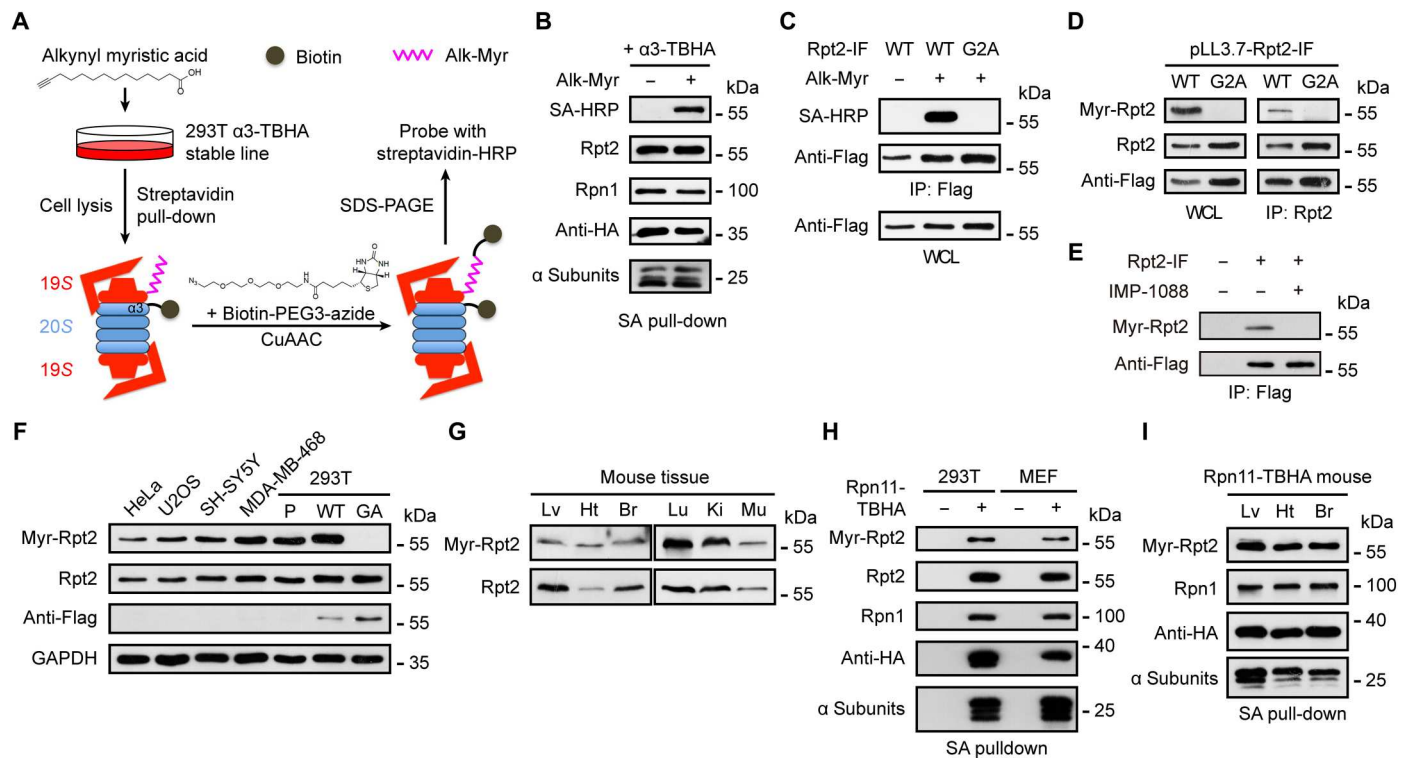 A
Alkynyl myristic acid
OH
O
Biotin
Alk-Myr
293T α3-TBHA
stable line
Probe with
streptavidin-HRP
Cell lysis
Streptavidin
pull-down
SDS-PAGE
19S
α3
20S
19S
N₃
O
O
O
H
N
O
H
S
H
HN
NH
O
+ Biotin-PEG3-azide
CuAAC
B
+ α3-TBHA
Alk-Myr – +
kDa
SA-HRP - 55
Rpt2 - 55
Rpn1 - 100
Anti-HA - 35
α Subunits - 25
SA pull-down
C
Rpt2-IF WT WT G2A
Alk-Myr – + +
kDa
SA-HRP - 55
Anti-Flag - 55
IP: Flag
Anti-Flag - 55
WCL
D
pLL3.7-Rpt2-IF
WT G2A WT G2A
kDa
Myr-Rpt2 - 55
Rpt2 - 55
Anti-Flag - 55
WCL IP: Rpt2
E
Rpt2-IF – + +
IMP-1088 – – +
kDa
Myr-Rpt2 - 55
Anti-Flag - 55
IP: Flag
F
HeLa U2OS SH-SY5Y MDA-MB-468 293T
P WT GA
kDa
Myr-Rpt2 - 55
Rpt2 - 55
Anti-Flag - 55
GAPDH - 35
G
Mouse tissue
Lv Ht Br Lu Ki Mu
kDa
Myr-Rpt2 - 55
Rpt2 - 55
H
293T MEF
Rpn11-
TBHA – + – +
kDa
Myr-Rpt2 - 55
Rpt2 - 55
Rpn1 - 100
- 40
Anti-HA
α Subunits - 25
SA pulldown
I
Rpn11-TBHA mouse
Lv Ht Br
kDa
Myr-Rpt2 - 55
Rpn1 - 100
- 40
Anti-HA
α Subunits - 25
SA pull-down